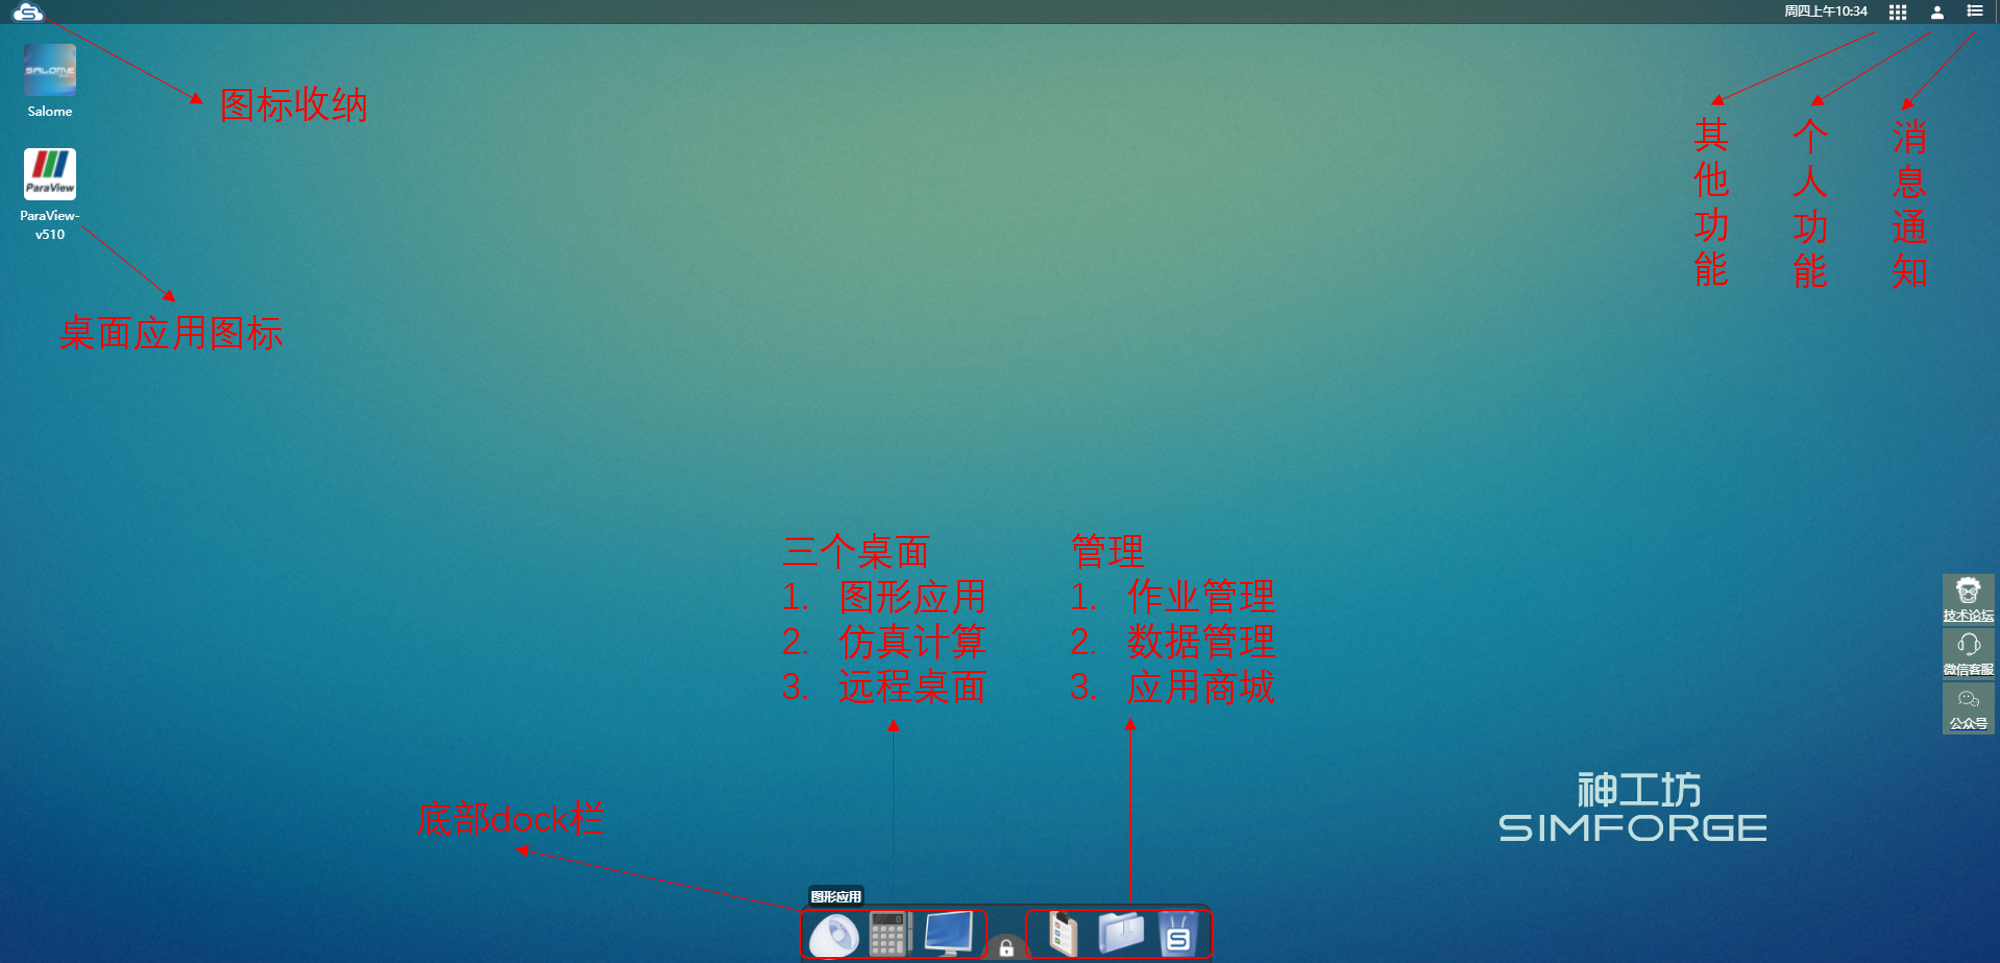 周四上午10:34
SALOME
Salome
ParaView
ParaView-
v510
图标收纳
桌面应用图标
其他功能
个人功能
消息通知
三个桌面
1. 图形应用
2. 仿真计算
3. 远程桌面
管理
1. 作业管理
2. 数据管理
3. 应用商城
技术论坛
微信客服
公众号
神工坊
SIMFORGE
底部dock栏
图形应用